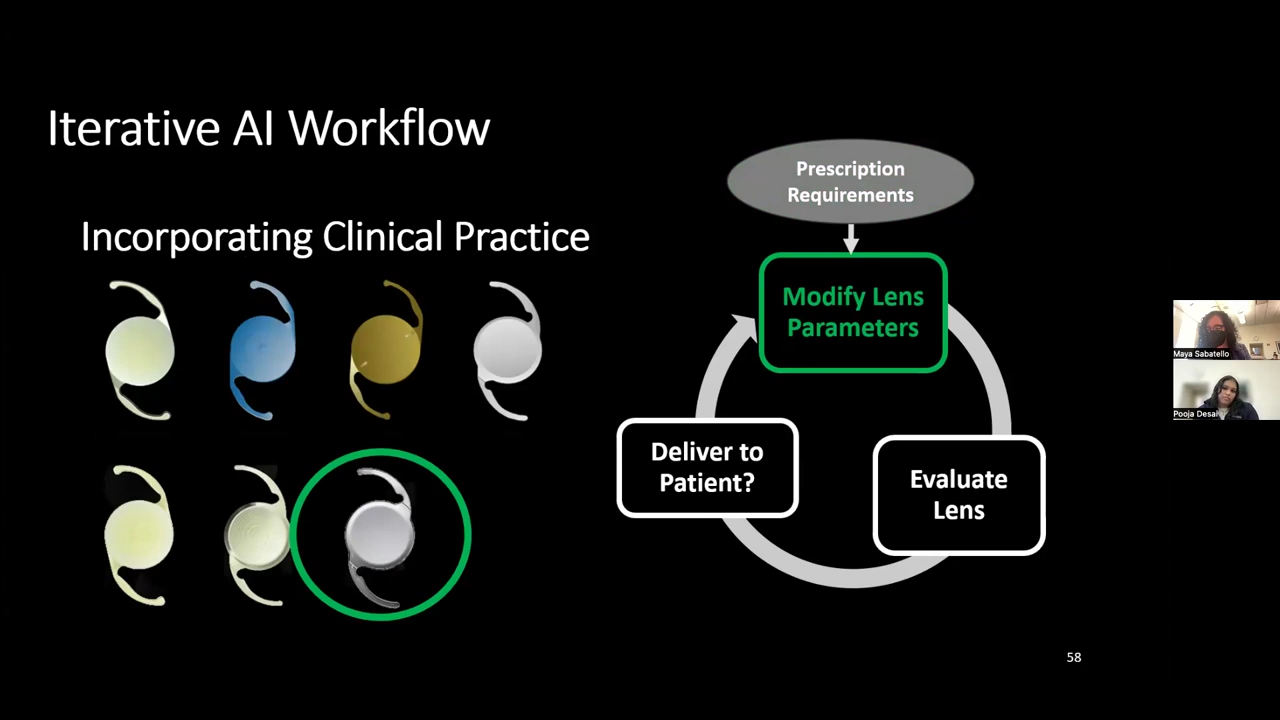 Iterative AI Workflow
Incorporating Clinical Practice
Prescription
Requirements
Modify Lens
Parameters
Evaluate
Lens
Deliver to
Patient?
Maya Sabatello
Pooja Desai
58